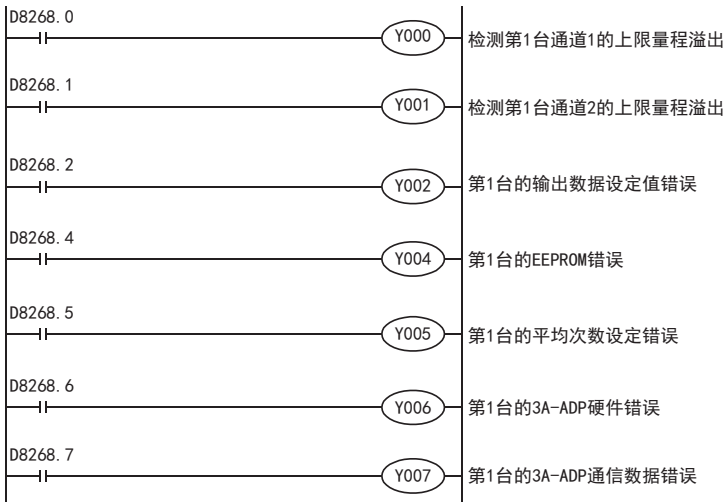 D8268.0
Y000 检测第1台通道1的上限量程溢出
D8268.1
Y001 检测第1台通道2的上限量程溢出
D8268.2
Y002 第1台的输出数据设定值错误
D8268.4
Y004 第1台的EEPROM错误
D8268.5
Y005 第1台的平均次数设定错误
D8268.6
Y006 第1台的3A-ADP硬件错误
D8268.7
Y007 第1台的3A-ADP通信数据错误